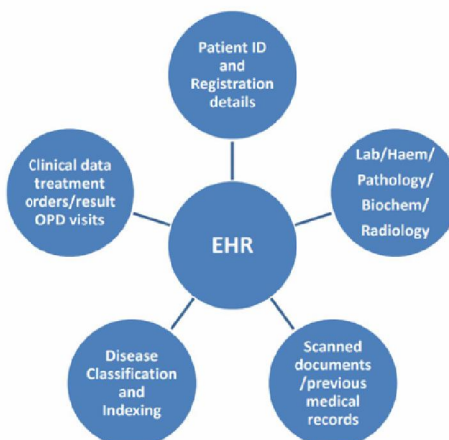 Patient ID
and
Registration
details
Clinical data
treatment
orders/result
OPD visits
Lab/Haem/
Pathology/
Biochem/
Radiology
EHR
Disease
Classification
and
Indexing
Scanned
documents
/previous
medical
records